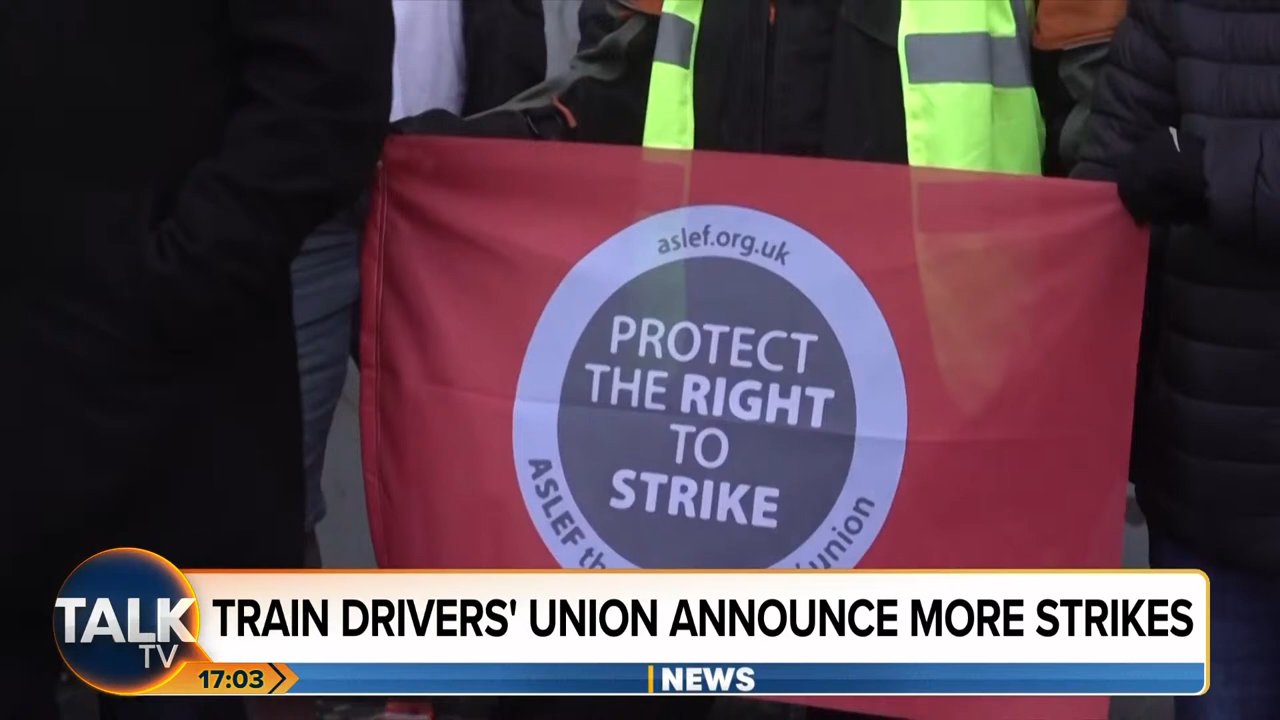 aslef.org.uk
PROTECT
THE RIGHT
TO
STRIKE
ASLEF
union
TRAIN DRIVERS' UNION ANNOUNCE MORE STRIKES
TALK
TV
17:03
NEWS